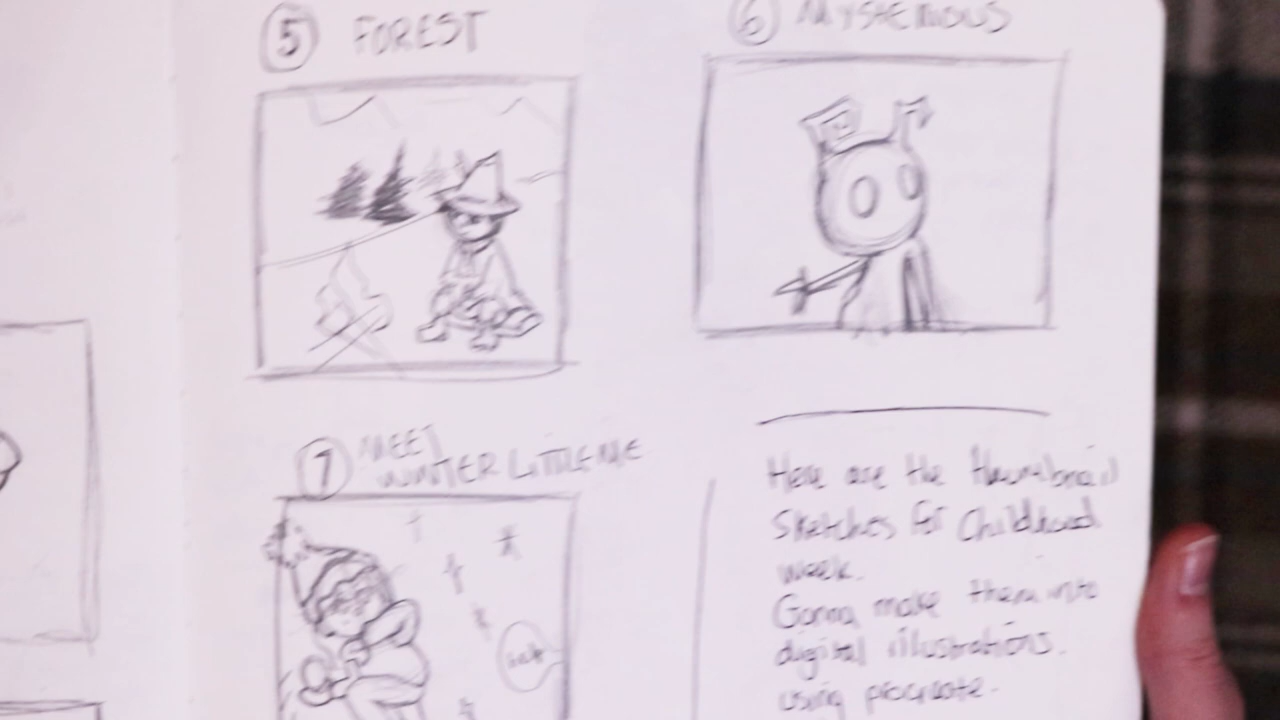 5 FOREST
6 MYSTERIOUS
7 MEET
WINTER LITTLE ME
Here are the thumbnail
sketches for Childhood
week.
Gonna make them into
digital illustrations.
using procreate.